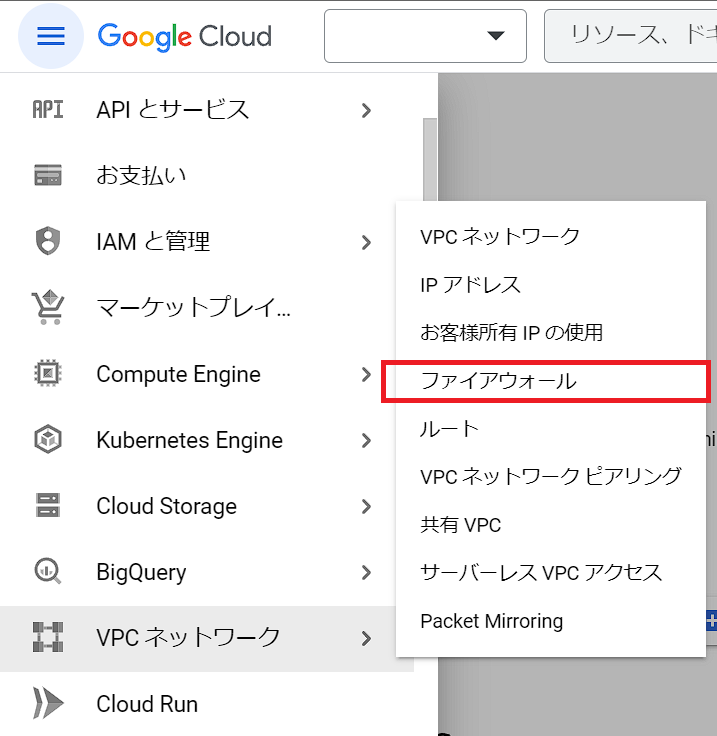 Google Cloud
リソース、ドキ
API API とサービス
お支払い
IAM と管理
マーケットプレイ...
Compute Engine
Kubernetes Engine
Cloud Storage
BigQuery
VPC ネットワーク
Cloud Run
VPC ネットワーク
IP アドレス
お客様所有 IP の使用
ファイアウォール
ルート
VPC ネットワーク ピアリング
共有 VPC
サーバーレス VPC アクセス
Packet Mirroring